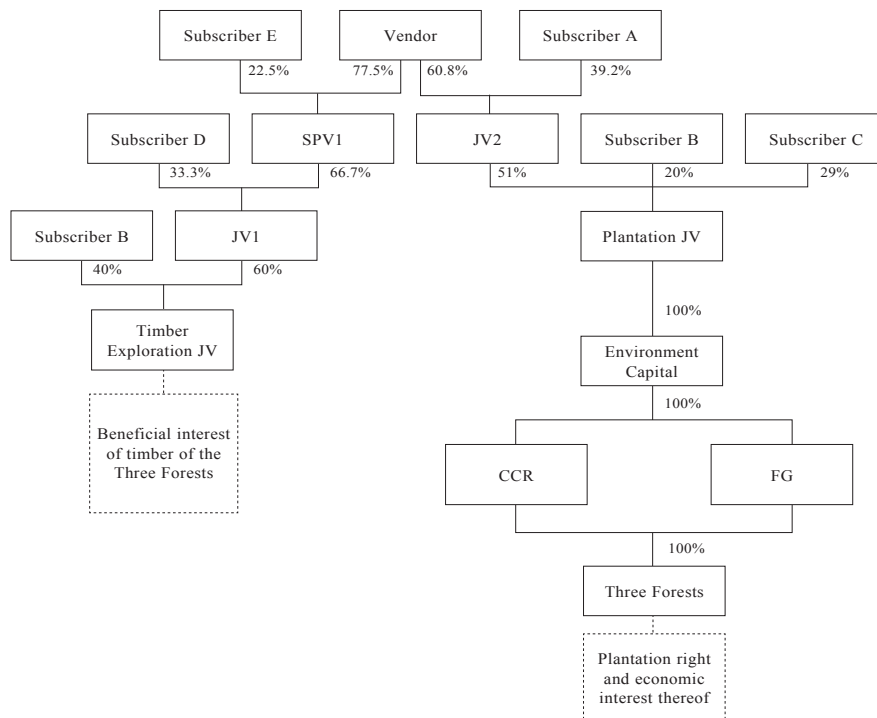 Subscriber E
Vendor
Subscriber A
22.5%
77.5%
60.8%
39.2%
Subscriber D
SPV1
JV2
Subscriber B
Subscriber C
33.3%
66.7%
51%
20%
29%
Subscriber B
JV1
Plantation JV
40%
60%
100%
Timber
Exploration JV
Environment
Capital
100%
Beneficial interest
of timber of the
Three Forests
CCR
FG
100%
Three Forests
Plantation right
and economic
interest thereof